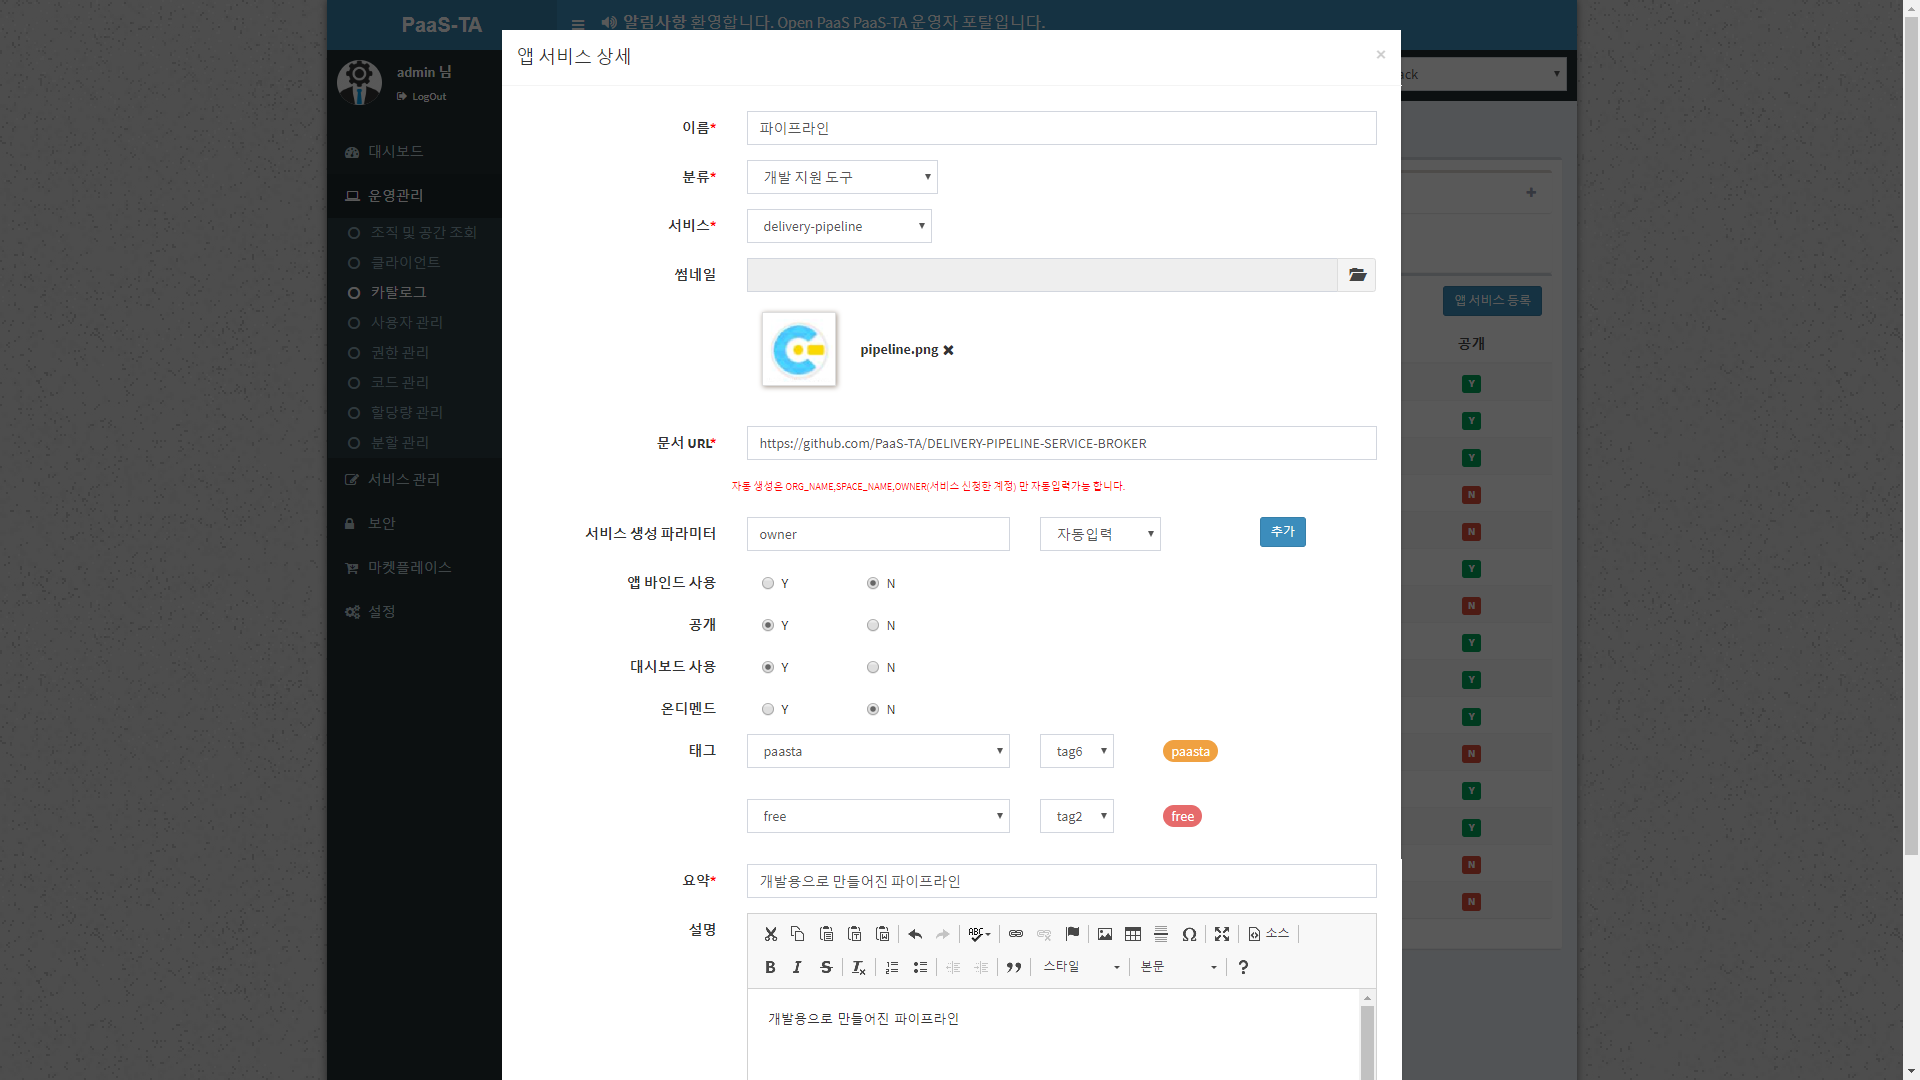 PaaS-TA
알림사항 환영합니다. Open PaaS PaaS-TA 운영자 포탈입니다.
admin 님
LogOut
대시보드
운영관리
조직 및 공간 조회
클라이언트
카탈로그
사용자 관리
권한 관리
코드 관리
할당량 관리
분할 관리
서비스 관리
보안
마켓플레이스
설정
앱 서비스 상세
×
이름* 파이프라인
분류* 개발 지원 도구
서비스* delivery-pipeline
썸네일
pipeline.png
문서 URL* https://github.com/PaaS-TA/DELIVERY-PIPELINE-SERVICE-BROKER
자동 생성은 ORG_NAME,SPACE_NAME,OWNER(서비스 신청한 계정) 만 자동입력가능 합니다.
서비스 생성 파라미터 owner 자동입력 추가
앱 바인드 사용 Y N
공개 Y N
대시보드 사용 Y N
온디멘드 Y N
태그 paasta tag6 paasta
free tag2 free
요약* 개발용으로 만들어진 파이프라인
설명
소스
스타일 본문
개발용으로 만들어진 파이프라인
앱 서비스 등록
공개
Y
Y
Y
N
N
Y
N
Y
Y
Y
N
Y
Y
N
N